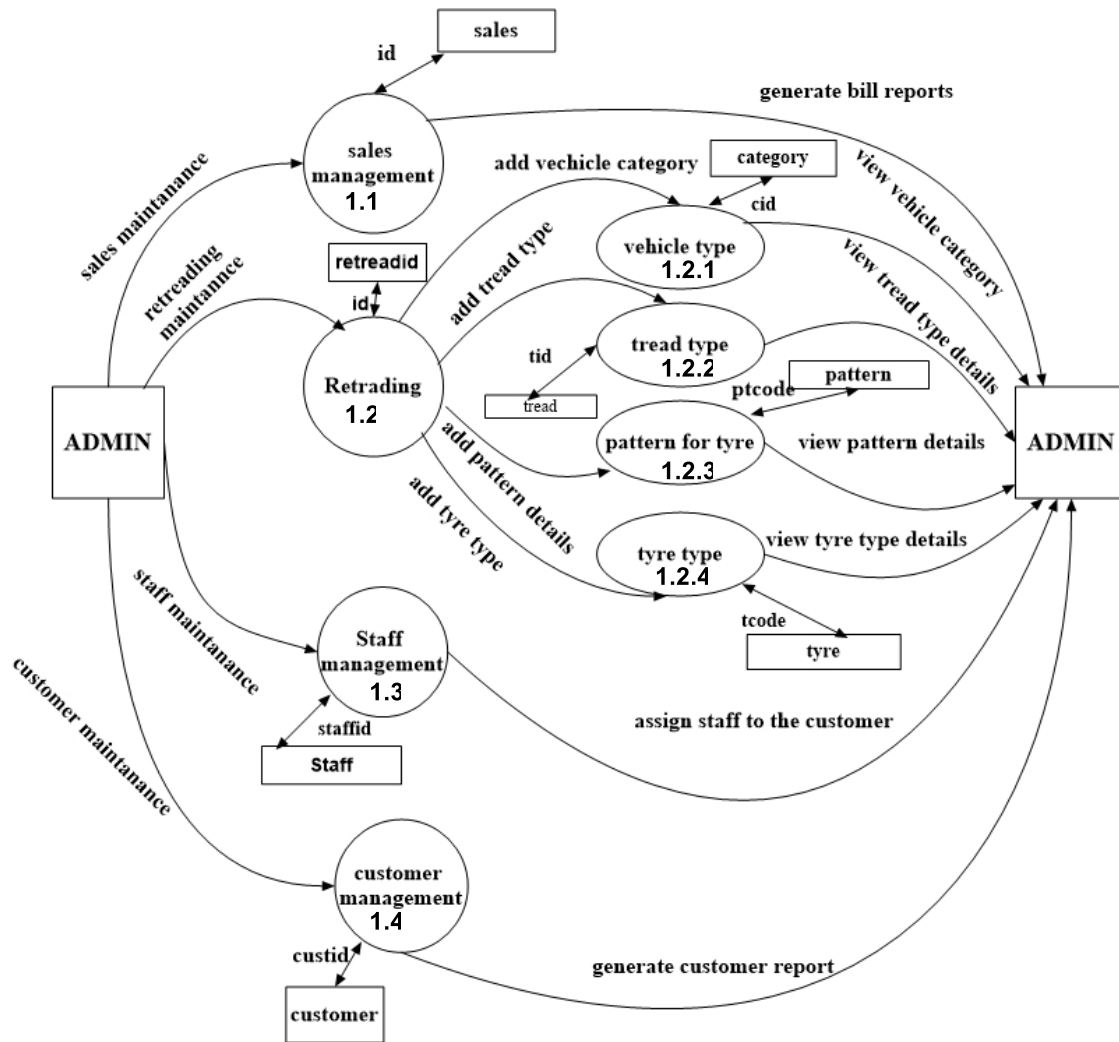 sales
id
generate bill reports
sales
management
1.1
sales maintanance
add vechicle category
category
cid
view vehicle
category
vehicle type
1.2.1
retreadid
id
retreading
maintance
add tread type
view tread type
details
tread type
1.2.2
tid
tread
Retrading
1.2
ptcode
pattern
ADMIN
pattern for tyre
1.2.3
view pattern details
ADMIN
add pattern details
add tyre type
tyre type
1.2.4
view tyre type details
tcode
tyre
staff maintanance
Staff
management
1.3
staffid
Staff
assign staff to the customer
customer maintanance
customer
management
1.4
custid
customer
generate customer report